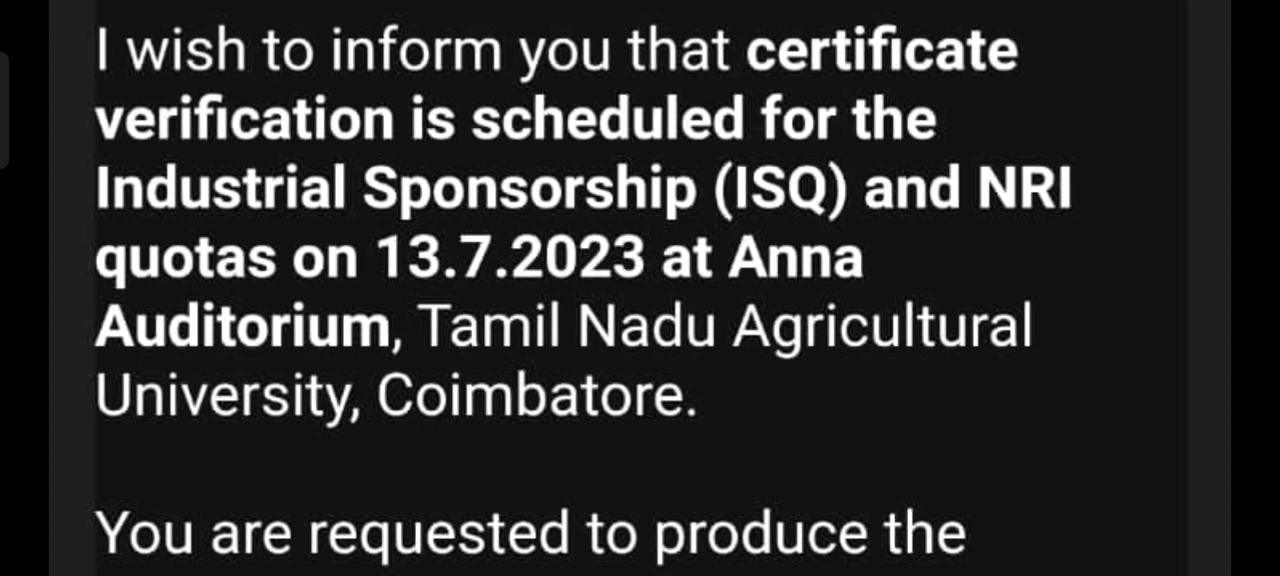 I wish to inform you that certificate
verification is scheduled for the
Industrial Sponsorship (ISQ) and NRI
quotas on 13.7.2023 at Anna
Auditorium, Tamil Nadu Agricultural
University, Coimbatore.
You are requested to produce the